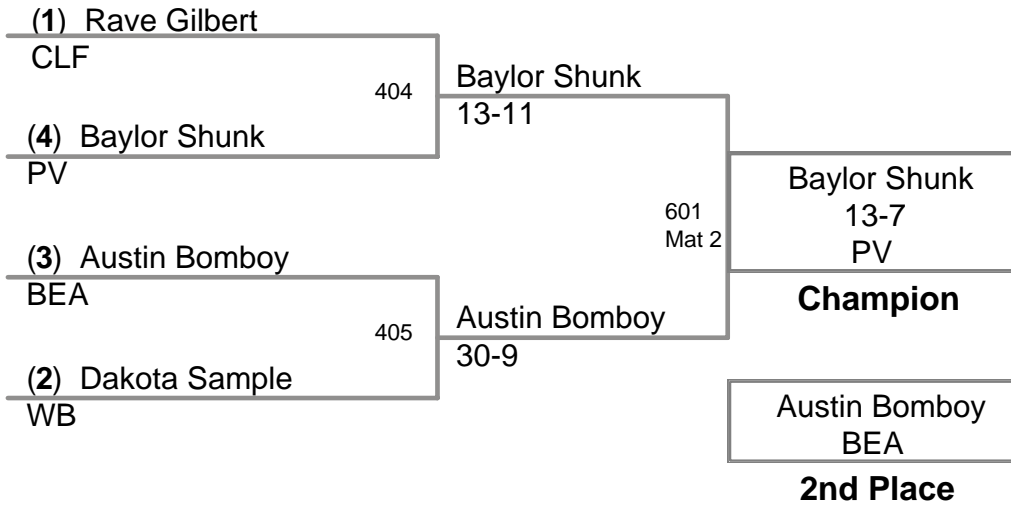 (1) Rave Gilbert
CLF
404
(4) Baylor Shunk
PV
Baylor Shunk
13-11
(3) Austin Bomboy
BEA
405
(2) Dakota Sample
WB
Austin Bomboy
30-9
601
Mat 2
Baylor Shunk
13-7
PV
Champion
Austin Bomboy
BEA
2nd Place